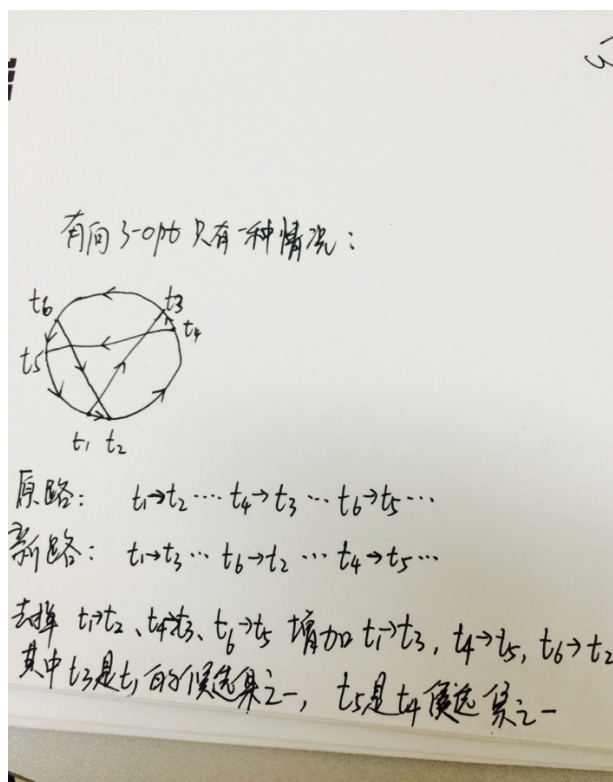 有向3-opt只有一种情况：
t6
t3
t4
t5
t1 t2
原路： t1→t2 ···· t4→t3 ··· t6→t5 ···
新路： t1→t3 ··· t6→t2 ··· t4→t5 ···
去掉 t1→t2、t4→t3、t6→t5 增加 t1→t3, t4→t5, t6→t2
其中t3是t1的候选集之一, t5是t4候选集之一